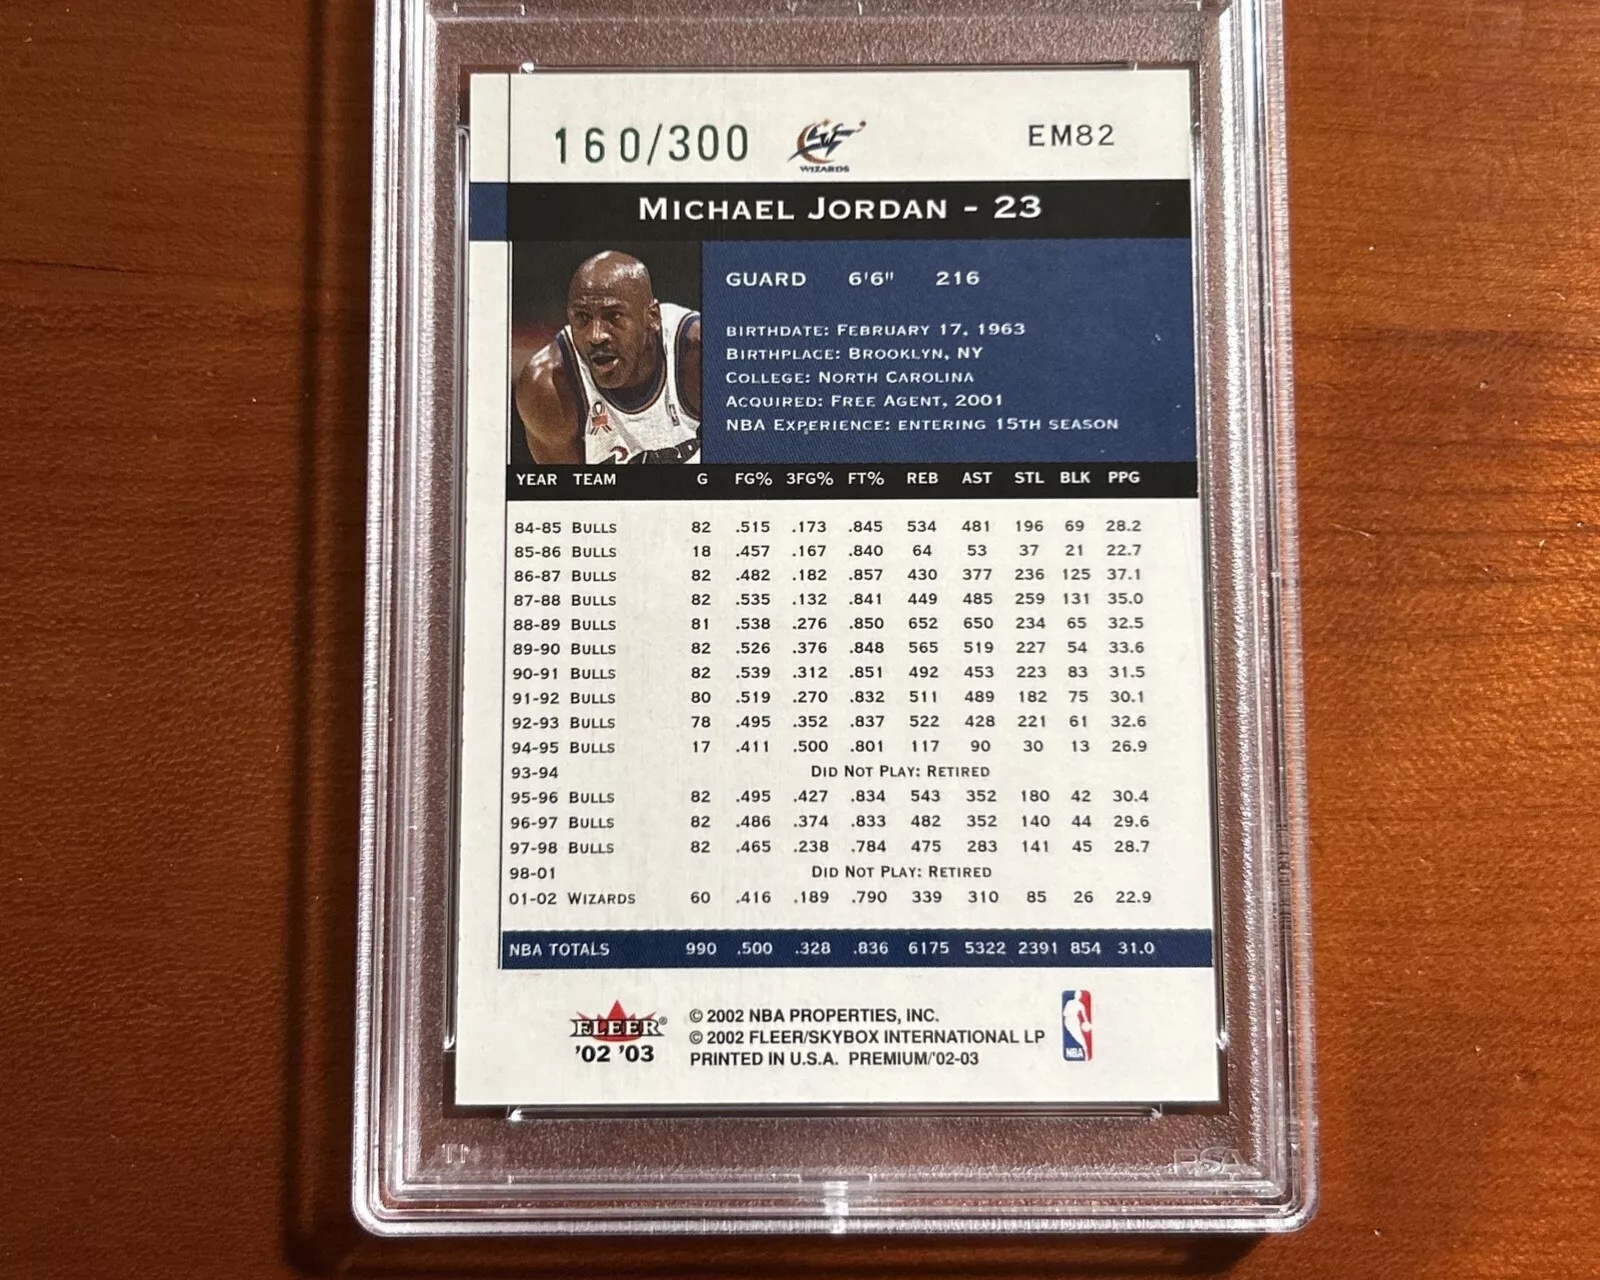 160/300 WIZARDS EM82
MICHAEL JORDAN - 23
GUARD 6'6" 216
BIRTHDATE: FEBRUARY 17, 1963
BIRTHPLACE: BROOKLYN, NY
COLLEGE: NORTH CAROLINA
ACQUIRED: FREE AGENT, 2001
NBA EXPERIENCE: ENTERING 15TH SEASON
YEAR TEAM G FG% 3FG% FT% REB AST STL BLK PPG
84-85 BULLS 82 .515 .173 .845 534 481 196 69 28.2
85-86 BULLS 18 .457 .167 .840 64 53 37 21 22.7
86-87 BULLS 82 .482 .182 .857 430 377 236 125 37.1
87-88 BULLS 82 .535 .132 .841 449 485 259 131 35.0
88-89 BULLS 81 .538 .276 .850 652 650 234 65 32.5
89-90 BULLS 82 .526 .376 .848 565 519 227 54 33.6
90-91 BULLS 82 .539 .312 .851 492 453 223 83 31.5
91-92 BULLS 80 .519 .270 .832 511 489 182 75 30.1
92-93 BULLS 78 .495 .352 .837 522 428 221 61 32.6
94-95 BULLS 17 .411 .500 .801 117 90 30 13 26.9
93-94 DID NOT PLAY: RETIRED
95-96 BULLS 82 .495 .427 .834 543 352 180 42 30.4
96-97 BULLS 82 .486 .374 .833 482 352 140 44 29.6
97-98 BULLS 82 .465 .238 .784 475 283 141 45 28.7
98-01 DID NOT PLAY: RETIRED
01-02 WIZARDS 60 .416 .189 .790 339 310 85 26 22.9
NBA TOTALS 990 .500 .328 .836 6175 5322 2391 854 31.0
FLEER®
'02 '03
© 2002 NBA PROPERTIES, INC.
© 2002 FLEER/SKYBOX INTERNATIONAL LP
PRINTED IN U.S.A. PREMIUM/'02-03
NBA
PSA